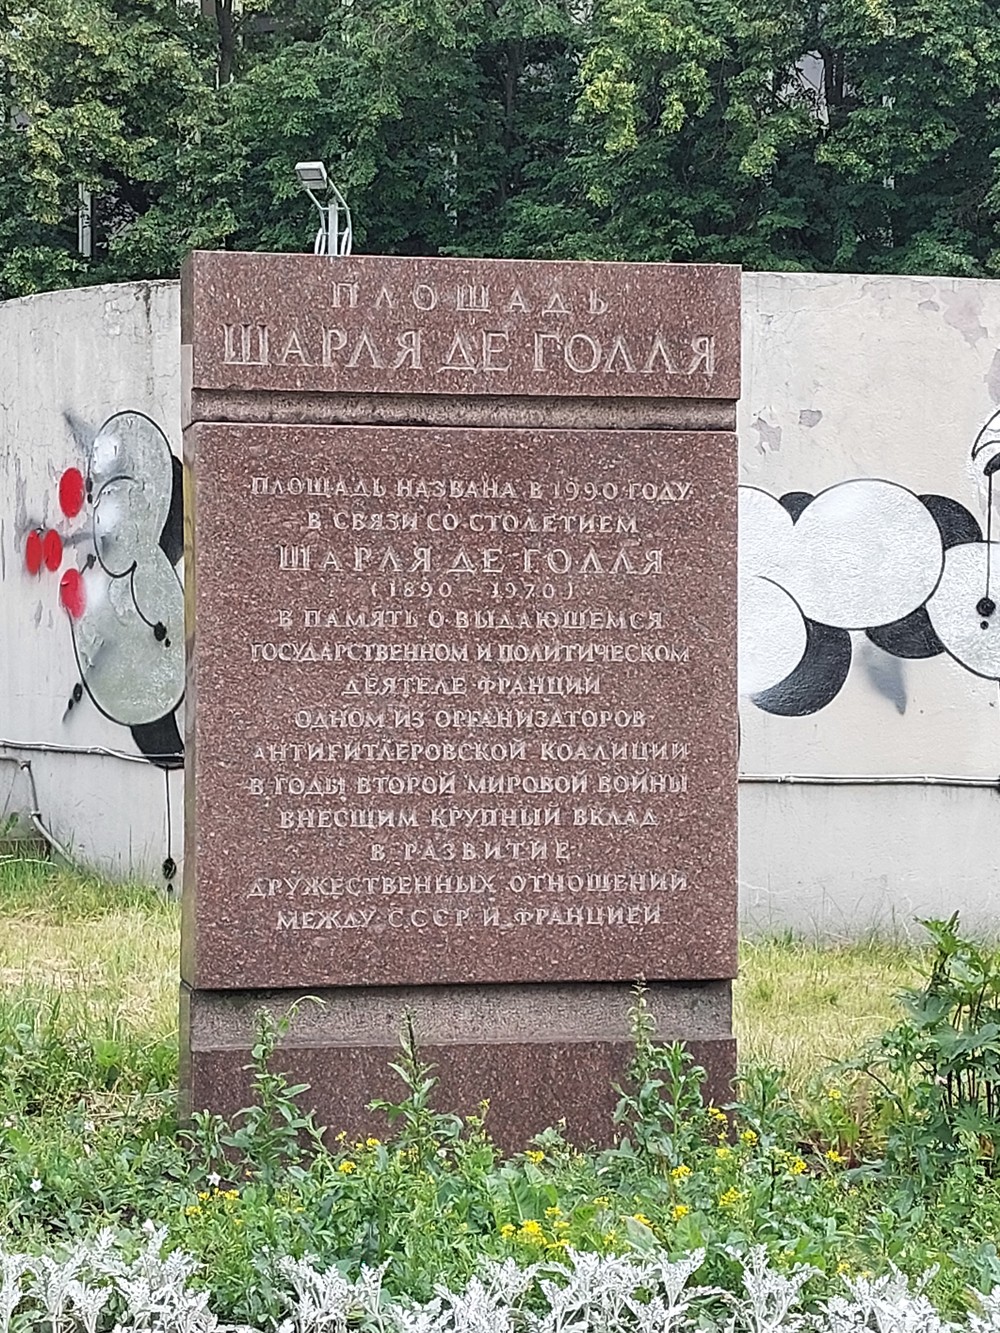 ПЛОЩАДЬ
ШАРЛЯ ДЕ ГОЛЛЯ
ПЛОЩАДЬ НАЗВАНА В 1990 ГОДУ
В СВЯЗИ СО СТОЛЕТИЕМ
ШАРЛЯ ДЕ ГОЛЛЯ
(1890 – 1970)
В ПАМЯТЬ О ВЫДАЮЩЕМСЯ
ГОСУДАРСТВЕННОМ И ПОЛИТИЧЕСКОМ
ДЕЯТЕЛЕ ФРАНЦИИ
ОДНОМ ИЗ ОРГАНИЗАТОРОВ
АНТИГИТЛЕРОВСКОЙ КОАЛИЦИИ
В ГОДЫ ВТОРОЙ МИРОВОЙ ВОЙНЫ
ВНЕСШИМ КРУПНЫЙ ВКЛАД
В РАЗВИТИЕ
ДРУЖЕСТВЕННЫХ ОТНОШЕНИЙ
МЕЖДУ СССР И ФРАНЦИЕЙ